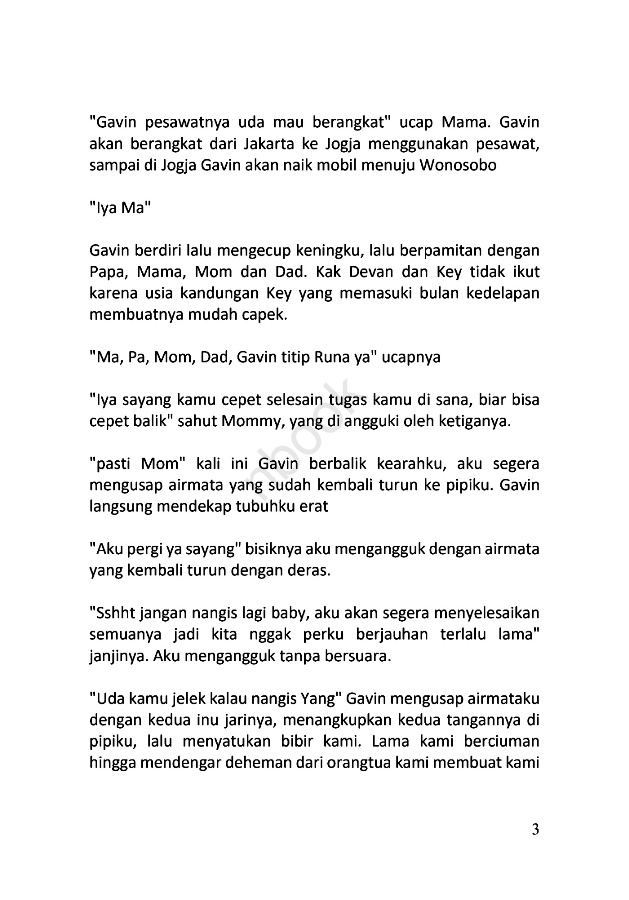 "Gavin pesawatnya uda mau berangkat" ucap Mama. Gavin
akan berangkat dari Jakarta ke Jogja menggunakan pesawat,
sampai di Jogja Gavin akan naik mobil menuju Wonosobo
"Iya Ma"
Gavin berdiri lalu mengecup keningku, lalu berpamitan dengan
Papa, Mama, Mom dan Dad. Kak Devan dan Key tidak ikut
karena usia kandungan Key yang memasuki bulan kedelapan
membuatnya mudah capek.
"Ma, Pa, Mom, Dad, Gavin titip Runa ya" ucapnya
"Iya sayang kamu cepet selesain tugas kamu di sana, biar bisa
cepet balik" sahut Mommy, yang di angguki oleh ketiganya.
"pasti Mom" kali ini Gavin berbalik kearahku, aku segera
mengusap airmata yang sudah kembali turun ke pipiku. Gavin
langsung mendekap tubuhku erat
"Aku pergi ya sayang" bisiknya aku mengangguk dengan airmata
yang kembali turun dengan deras.
"Sshht jangan nangis lagi baby, aku akan segera menyelesaikan
semuanya jadi kita nggak perku berjauhan terlalu lama"
janjinya. Aku mengangguk tanpa bersuara.
"Uda kamu jelek kalau nangis Yang" Gavin mengusap airmataku
dengan kedua inu jarinya, menangkupkan kedua tangannya di
pipiku, lalu menyatukan bibir kami. Lama kami berciuman
hingga mendengar deheman dari orangtua kami membuat kami
3